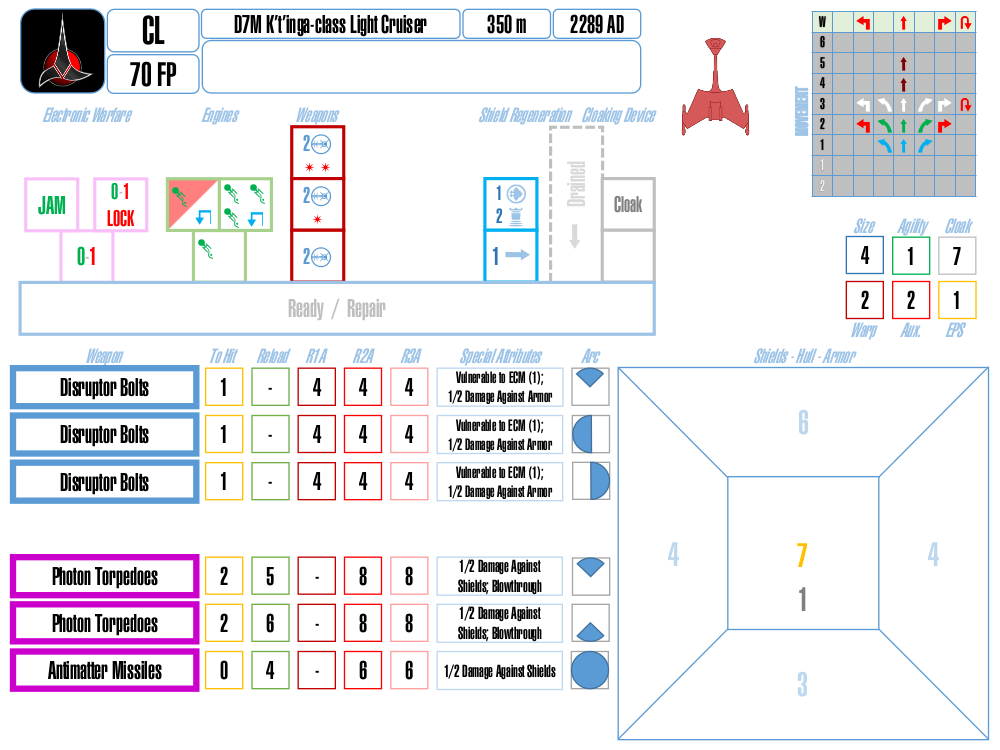 CL
D7M K't'inga-class Light Cruiser
350 m
2289 AD
70 FP
Electronic Warfare
Engines
Weapons
Shield Regeneration
Cloaking Device
JAM
0-1
LOCK
0-1
2
2
2
1
2
1
Drained
Cloak
Ready / Repair
MOVEMENT
W
6
5
4
3
2
1
1
2
Size
Agility
Cloak
4
1
7
2
2
1
Warp
Aux.
EPS
Weapon
To Hit
Reload
R1A
R2A
R3A
Special Attributes
Arc
Disruptor Bolts
1
-
4
4
4
Vulnerable to ECM (1);
1/2 Damage Against Armor
Disruptor Bolts
1
-
4
4
4
Vulnerable to ECM (1);
1/2 Damage Against Armor
Disruptor Bolts
1
-
4
4
4
Vulnerable to ECM (1);
1/2 Damage Against Armor
Photon Torpedoes
2
5
-
8
8
1/2 Damage Against
Shields; Blowthrough
Photon Torpedoes
2
6
-
8
8
1/2 Damage Against
Shields; Blowthrough
Antimatter Missiles
0
4
-
6
6
1/2 Damage Against Shields
Shields - Hull - Armor
6
4
7
1
4
3